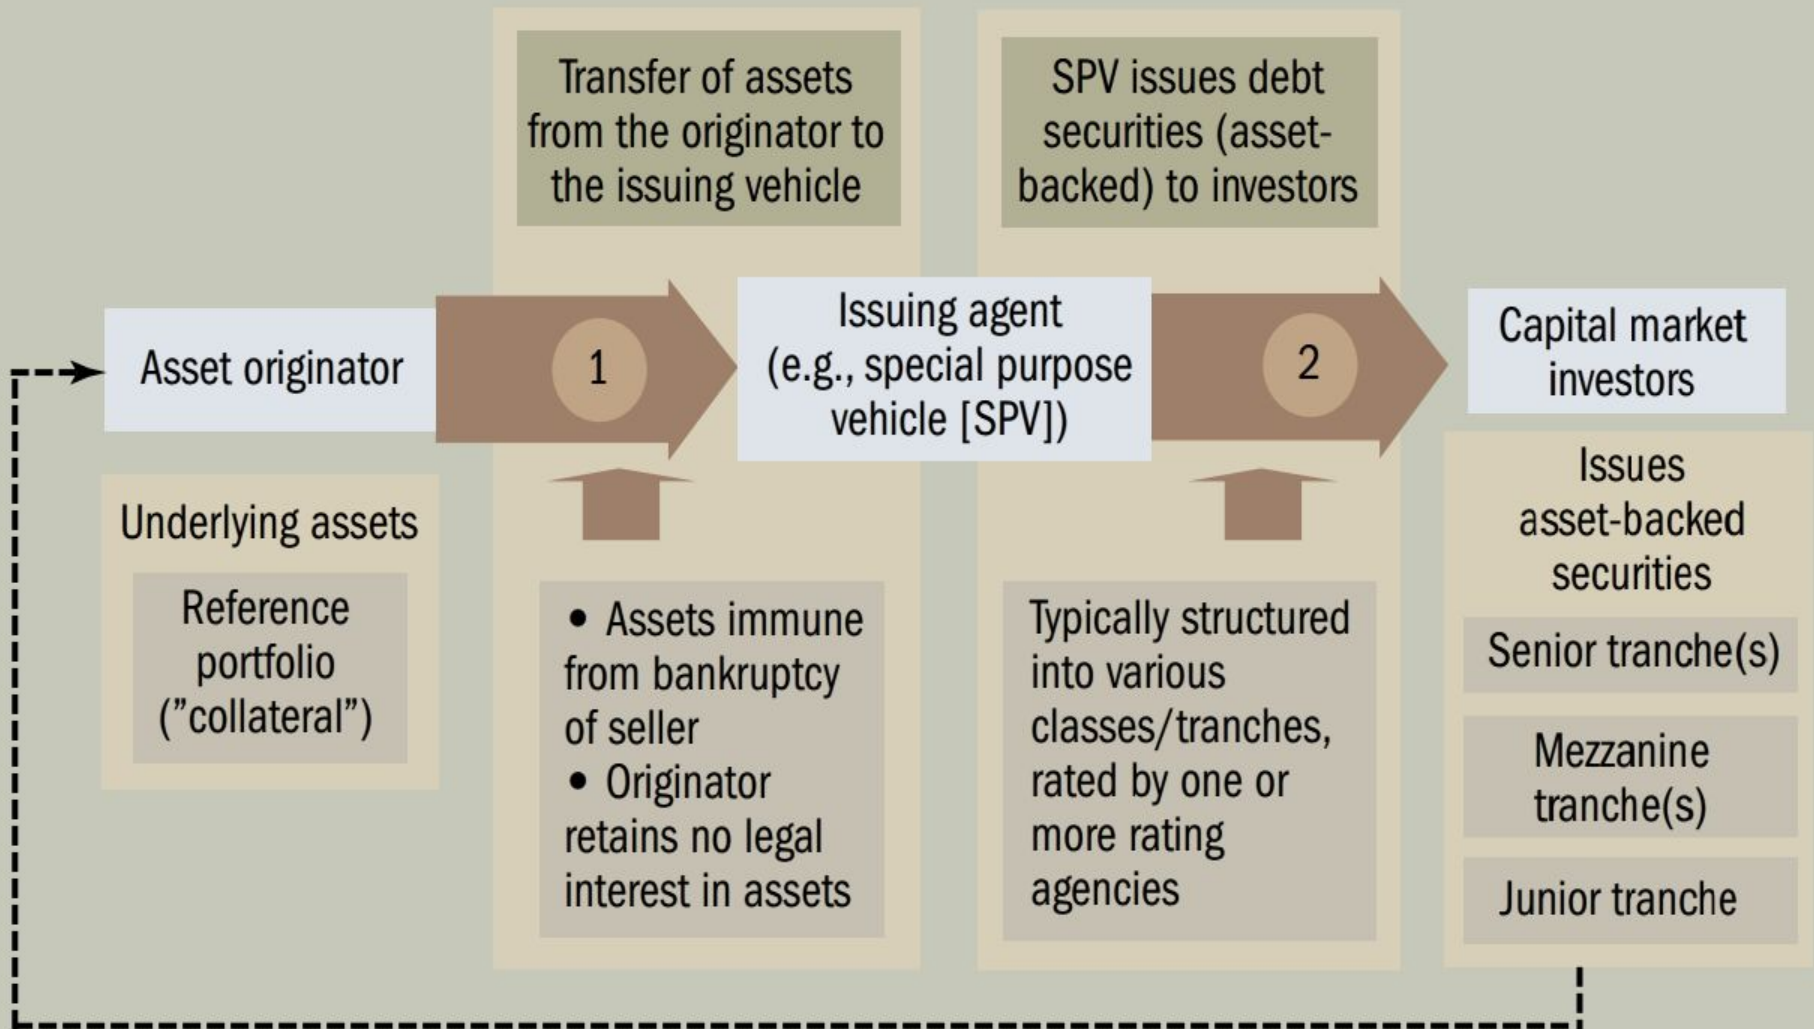 Transfer of assets
from the originator to
the issuing vehicle
SPV issues debt
securities (asset-
backed) to investors
Asset originator
1
Issuing agent
(e.g., special purpose
vehicle [SPV])
2
Capital market
investors
Underlying assets
Reference
portfolio
(”collateral”)
• Assets immune
from bankruptcy
of seller
• Originator
retains no legal
interest in assets
Typically structured
into various
classes/tranches,
rated by one or
more rating
agencies
Issues
asset-backed
securities
Senior tranche(s)
Mezzanine
tranche(s)
Junior tranche